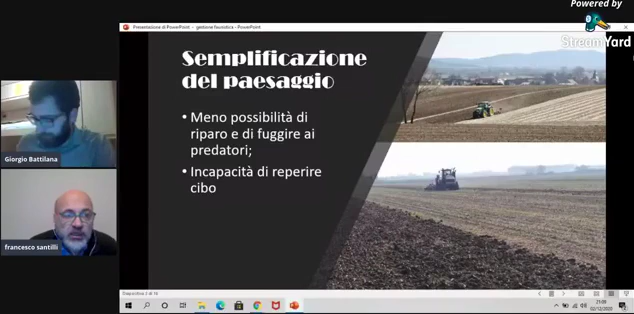 Powered by
StreamYard
Presentazione di PowerPoint - gestione faunistica - PowerPoint
Semplificazione
del paesaggio
• Meno possibilità di
riparo e di fuggire ai
predatori;
• Incapacità di reperire
cibo
Giorgio Battilana
francesco santilli
21:09
02/12/2020